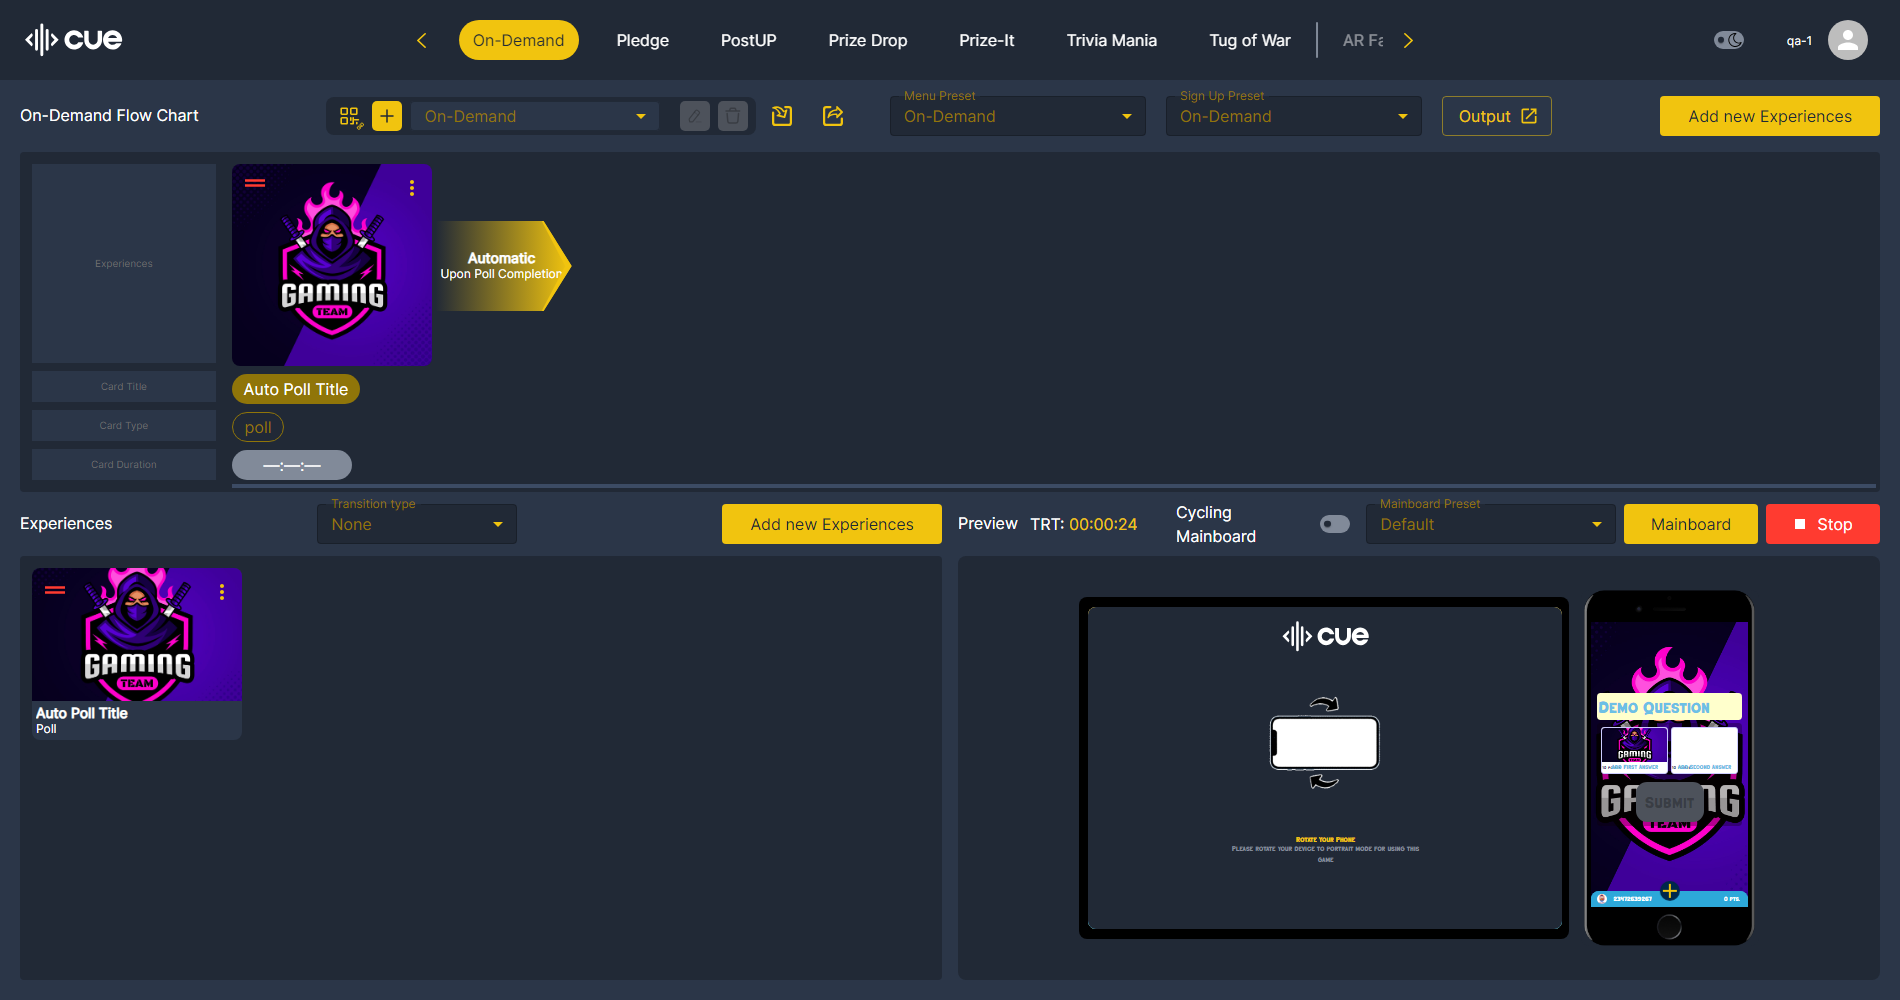 cue
On-Demand
Pledge
PostUP
Prize Drop
Prize-It
Trivia Mania
Tug of War
AR Fa
qa-1
On-Demand Flow Chart
On-Demand
Menu Preset
On-Demand
Sign Up Preset
On-Demand
Output
Add new Experiences
Experiences
GAMING
TEAM
Automatic
Upon Poll Completion
Card Title
Auto Poll Title
Card Type
poll
Card Duration
—:—:—
Experiences
Transition type
None
Add new Experiences
Preview
TRT: 00:00:24
Cycling
Mainboard
Mainboard Preset
Default
Mainboard
Stop
GAMING
TEAM
Auto Poll Title
Poll
cue
Rotate Your Phone
Please rotate your device to portrait mode for using this
game
Demo Question
GAMING
First Answer
Second Answer
Submit
TEAM
0 pts.